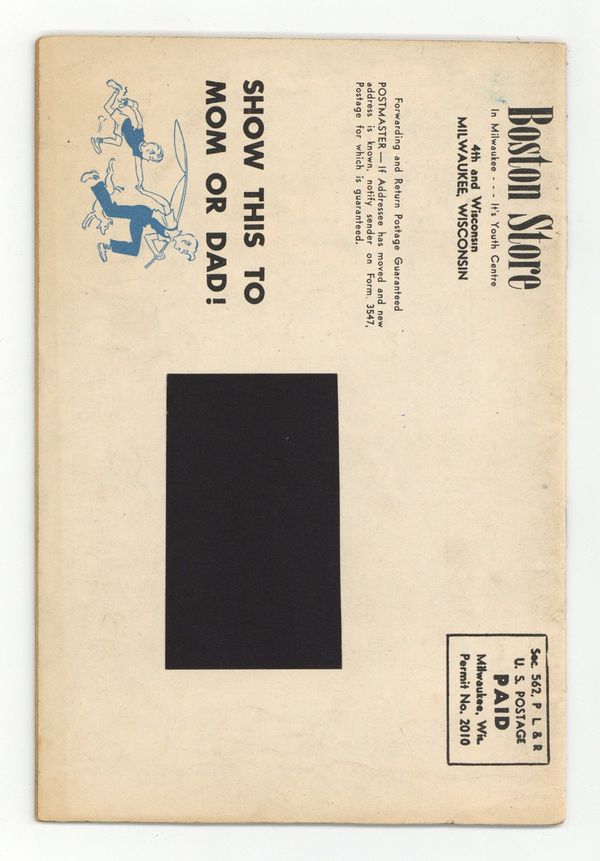 Boston Store
In Milwaukee - - - It's Youth Centre
4th and Wisconsin
MILWAUKEE, WISCONSIN
Forwarding and Return Postage Guaranteed
POSTMASTER — If Addressee has moved and new
address is known, notify sender on Form 3547,
Postage for which is guaranteed.
SHOW THIS TO
MOM OR DAD!
Sec. 562, P L & R
U. S. POSTAGE
PAID
Milwaukee, Wis.
Permit No. 2010